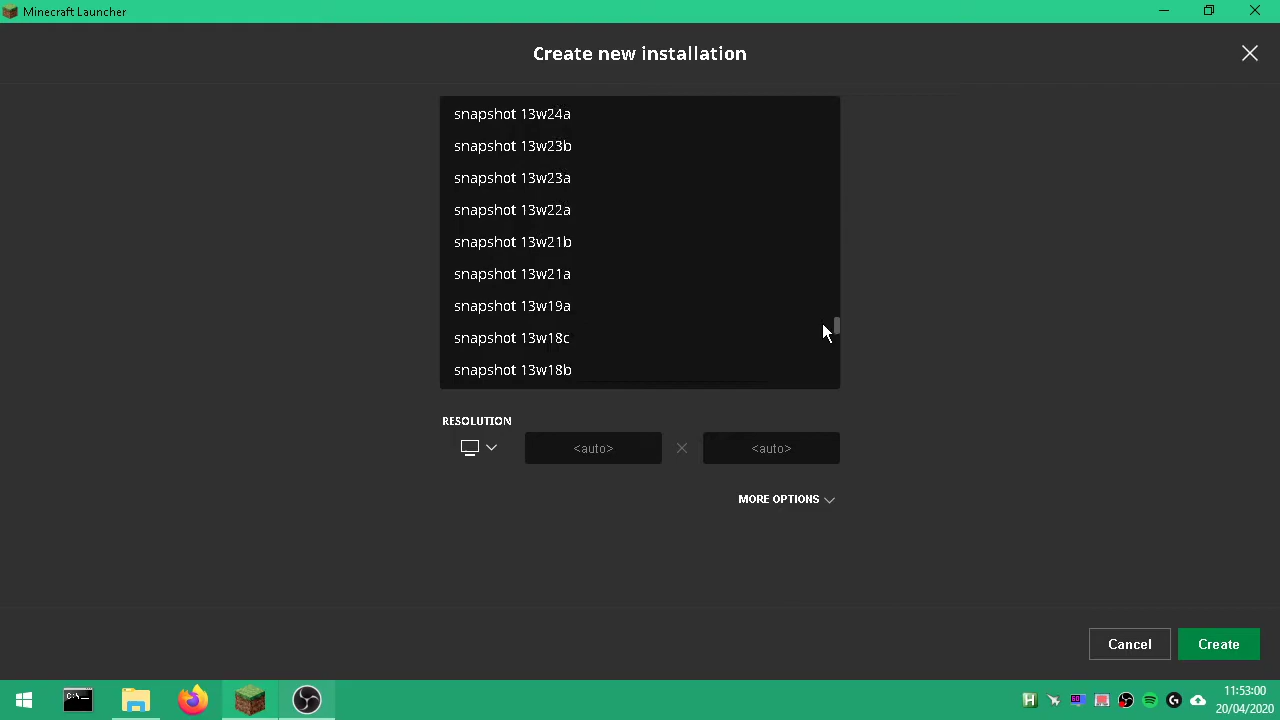 Minecraft Launcher
Create new installation
snapshot 13w24a
snapshot 13w23b
snapshot 13w23a
snapshot 13w22a
snapshot 13w21b
snapshot 13w21a
snapshot 13w19a
snapshot 13w18c
snapshot 13w18b
RESOLUTION
<auto> <auto>
MORE OPTIONS
Cancel Create
11:53:00
20/04/2020